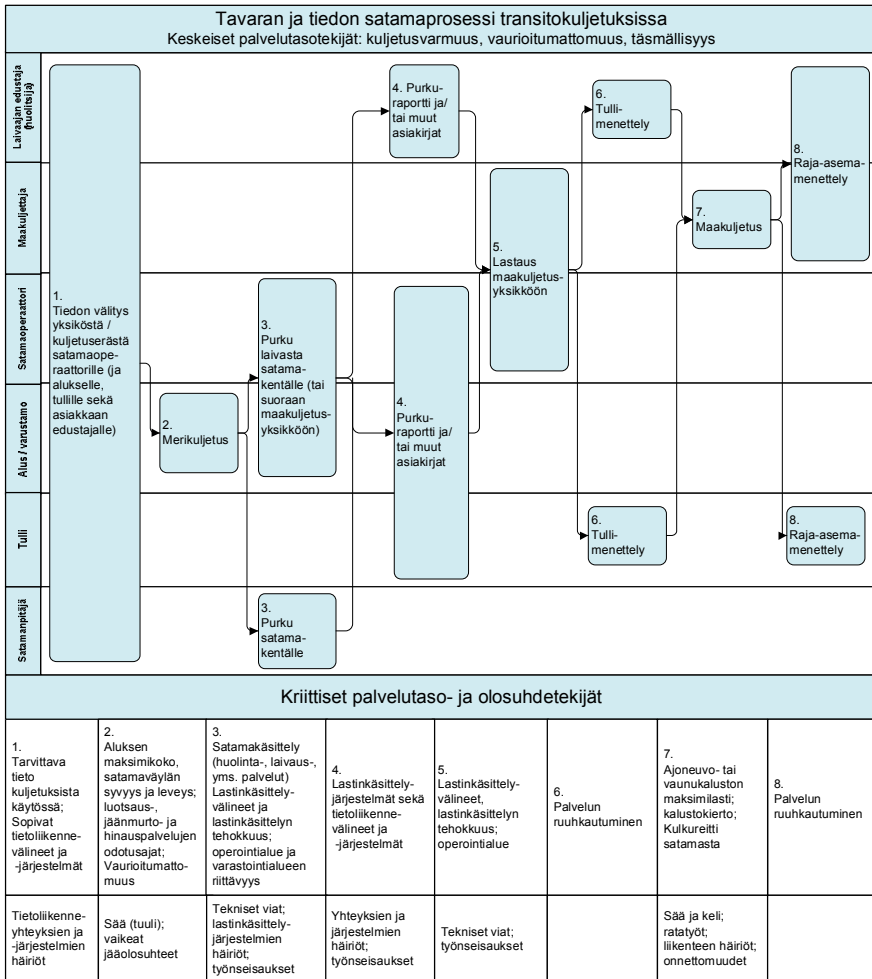 Tavaran ja tiedon satamaprosessi transitokuljetuksissa
Keskeiset palvelutasotekijät: kuljetusvarmuus, vaurioitumattomuus, täsmällisyys
Laivaajan edustaja
(huolitsija)
Maakuljettaja
Satamaoperaattori
Alus / varustamo
Tulli
Satamanpitäjä
1.
Tiedon välitys
yksiköstä /
kuljetuserästä
satamaope-
raattorille (ja
alukselle,
tullille sekä
asiakkaan
edustajalle)
2.
Merikuljetus
3.
Purku
laivasta
satama-
kentälle (tai
suoraan
maakuljetus-
yksikköön)
3.
Purku
satama-
kentälle
4. Purku-
raportti ja/
tai muut
asiakirjat
4.
Purku-
raportti ja/
tai muut
asiakirjat
5.
Lastaus
maakuljetus-
yksikköön
6.
Tulli-
menettely
6.
Tulli-
menettely
7.
Maakuljetus
8.
Raja-asema-
menettely
8.
Raja-asema-
menettely
Kriittiset palvelutaso- ja olosuhdetekijät
1.
Tarvittava
tieto
kuljetuksista
käytössä;
Sopivat
tietoliikenne-
välineet ja
-järjestelmät
2.
Aluksen
maksimikoko,
satamaväylän
syvyys ja leveys;
luotsaus-,
jäänmurto- ja
hinauspalvelujen
odotusajat;
Vaurioitumatto-
muus
3.
Satamakäsittely
(huolinta-, laivaus-,
yms. palvelut)
Lastinkäsittely-
välineet ja
lastinkäsittelyn
tehokkuus;
operointialue ja
varastointialueen
riittävyys
4.
Lastinkäsittely-
järjestelmät sekä
tietoliikenne-
välineet ja
-järjestelmät
5.
Lastinkäsittely-
välineet,
lastinkäsittelyn
tehokkuus;
operointialue
6.
Palvelun
ruuhkautuminen
7.
Ajoneuvo- tai
vaunukaluston
maksimilasti;
kalustokierto;
Kulkureitti
satamasta
8.
Palvelun
ruuhkautuminen
Tietoliikenne-
yhteyksien ja
-järjestelmien
häiriöt
Sää (tuuli);
vaikeat
jääolosuhteet
Tekniset viat;
lastinkäsittely-
järjestelmien
häiriöt;
työnseisaukset
Yhteyksien ja
järjestelmien
häiriöt;
työnseisaukset
Tekniset viat;
työnseisaukset
Sää ja keli;
ratatyöt;
liikenteen häiriöt;
onnettomuudet